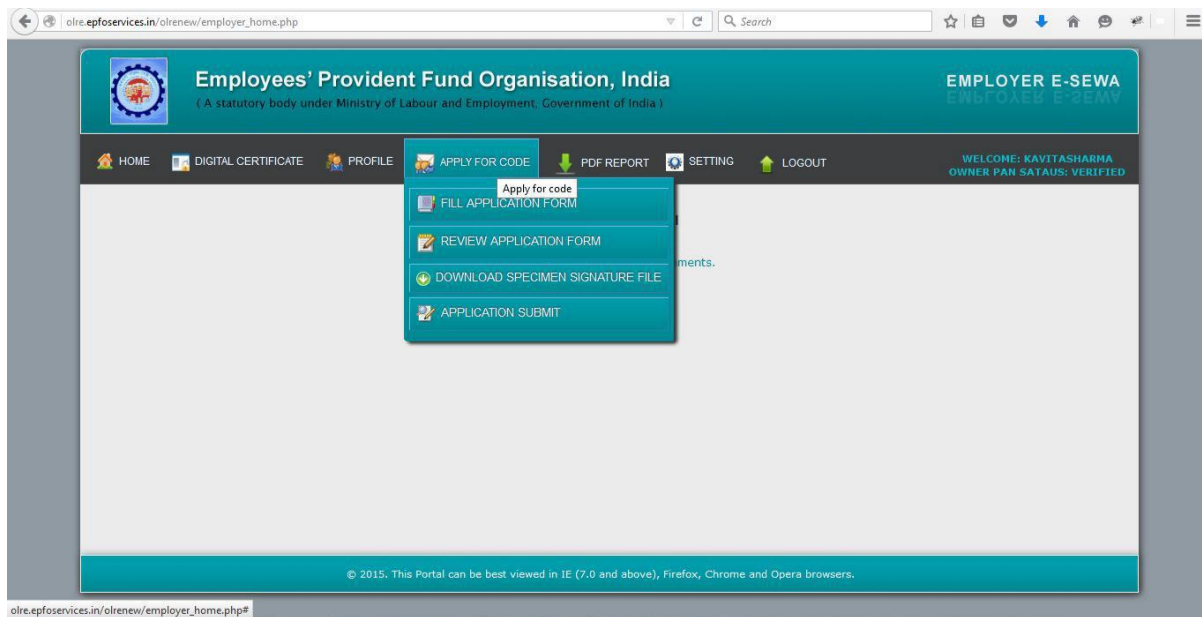 olre.epfoservices.in/olrenew/employer_home.php
Search
Employees' Provident Fund Organisation, India
( A statutory body under Ministry of Labour and Employment, Government of India )
EMPLOYER E-SEWA
HOME DIGITAL CERTIFICATE PROFILE APPLY FOR CODE PDF REPORT SETTING LOGOUT
WELCOME: KAVITASHARMA
OWNER PAN SATAUS: VERIFIED
Apply for code
FILL APPLICATION FORM
REVIEW APPLICATION FORM
ments.
DOWNLOAD SPECIMEN SIGNATURE FILE
APPLICATION SUBMIT
© 2015. This Portal can be best viewed in IE (7.0 and above), Firefox, Chrome and Opera browsers.
olre.epfoservices.in/olrenew/employer_home.php#